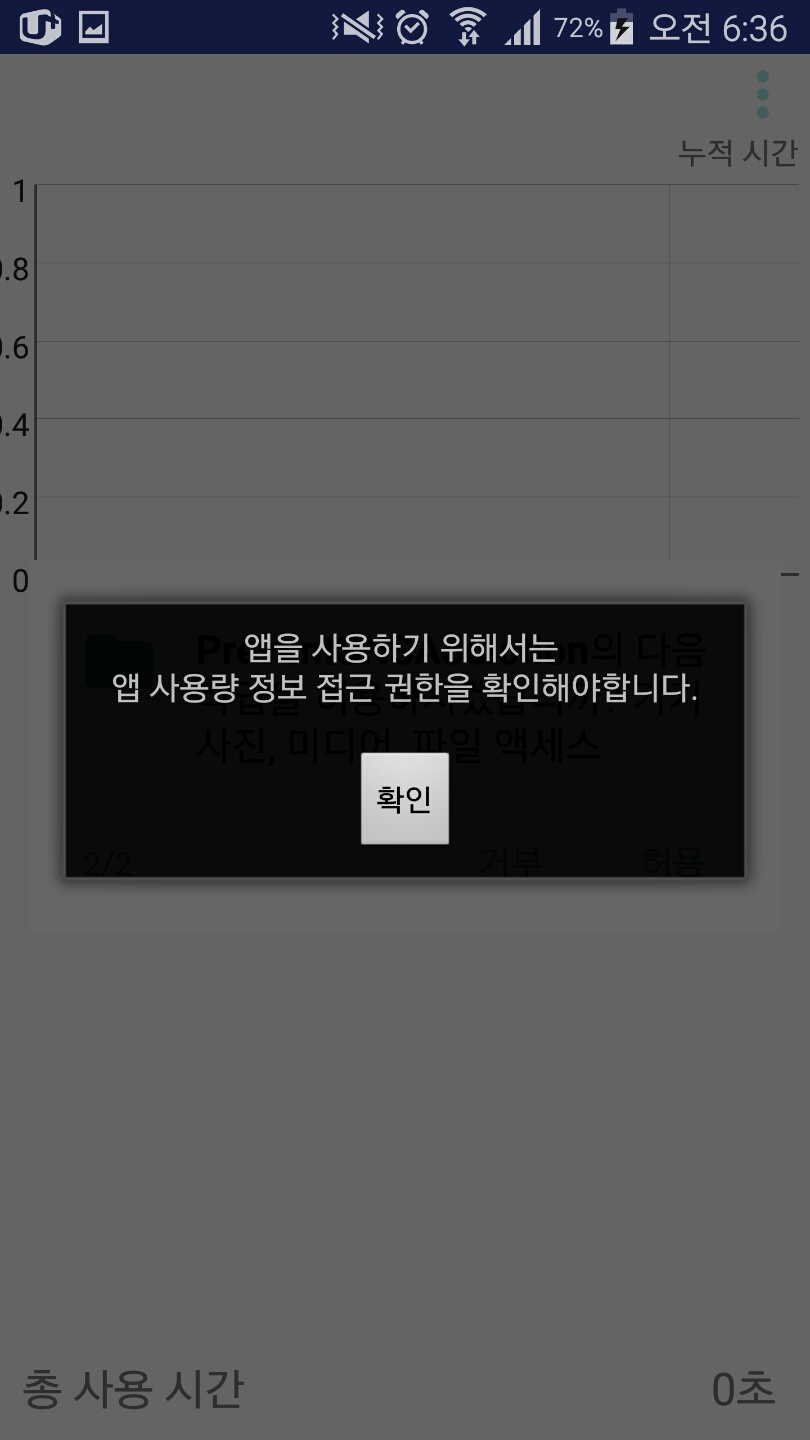 U+
72% 오전 6:36
누적 시간
1
0.8
0.6
0.4
0.2
0
앱을 사용하기 위해서는
앱 사용량 정보 접근 권한을 확인해야합니다.
의 다음
사진, 미디어, 파일 액세스
확인
2/2 거부 허용
총 사용 시간 0초